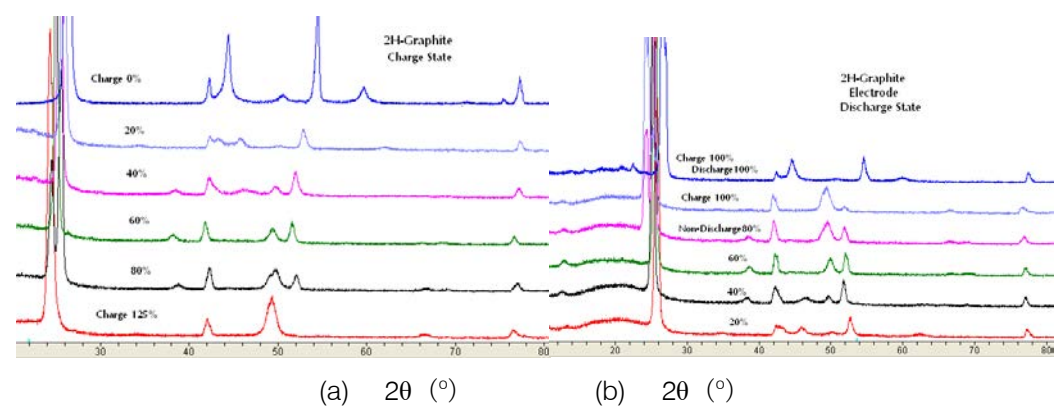 2H-Graphite
Charge State
Charge 0%
20%
40%
60%
80%
Charge 125%
30
40
50
60
70
80
(a) 2θ (°)
2H-Graphite
Electrode
Discharge State
Charge 100%
Discharge100%
Charge 100%
Non-Discharge80%
60%
40%
20%
20
30
40
50
60
70
80
(b) 2θ (°)